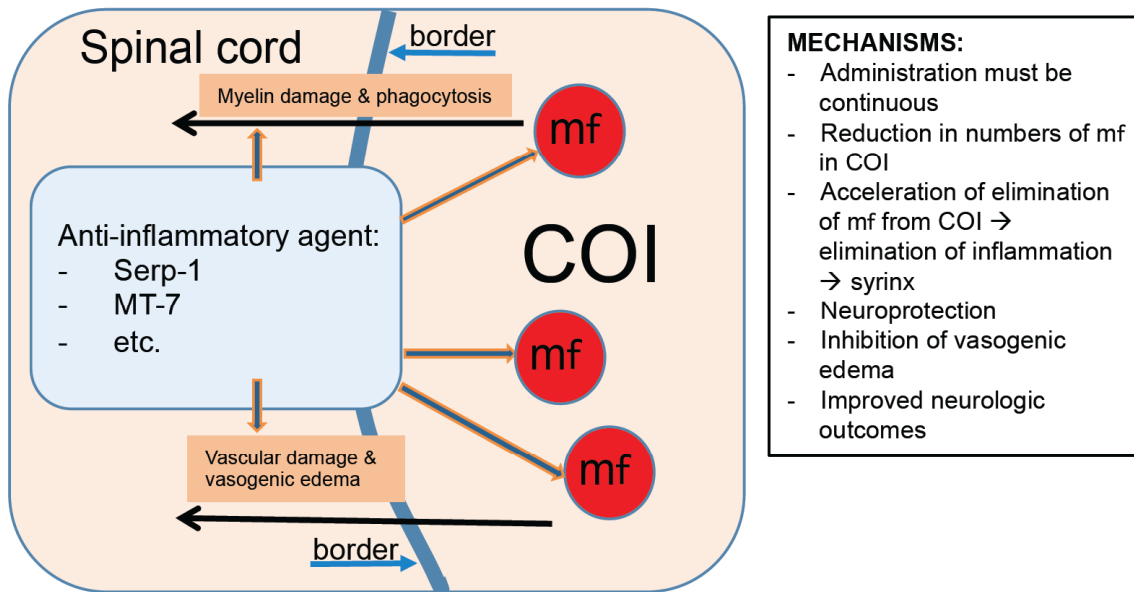 Spinal cord
border
Myelin damage & phagocytosis
mf
Anti-inflammatory agent:
- Serp-1
- MT-7
- etc.
COI
mf
mf
Vascular damage &
vasogenic edema
border
MECHANISMS:
- Administration must be
continuous
- Reduction in numbers of mf
in COI
- Acceleration of elimination
of mf from COI →
elimination of inflammation
→ syrinx
- Neuroprotection
- Inhibition of vasogenic
edema
- Improved neurologic
outcomes